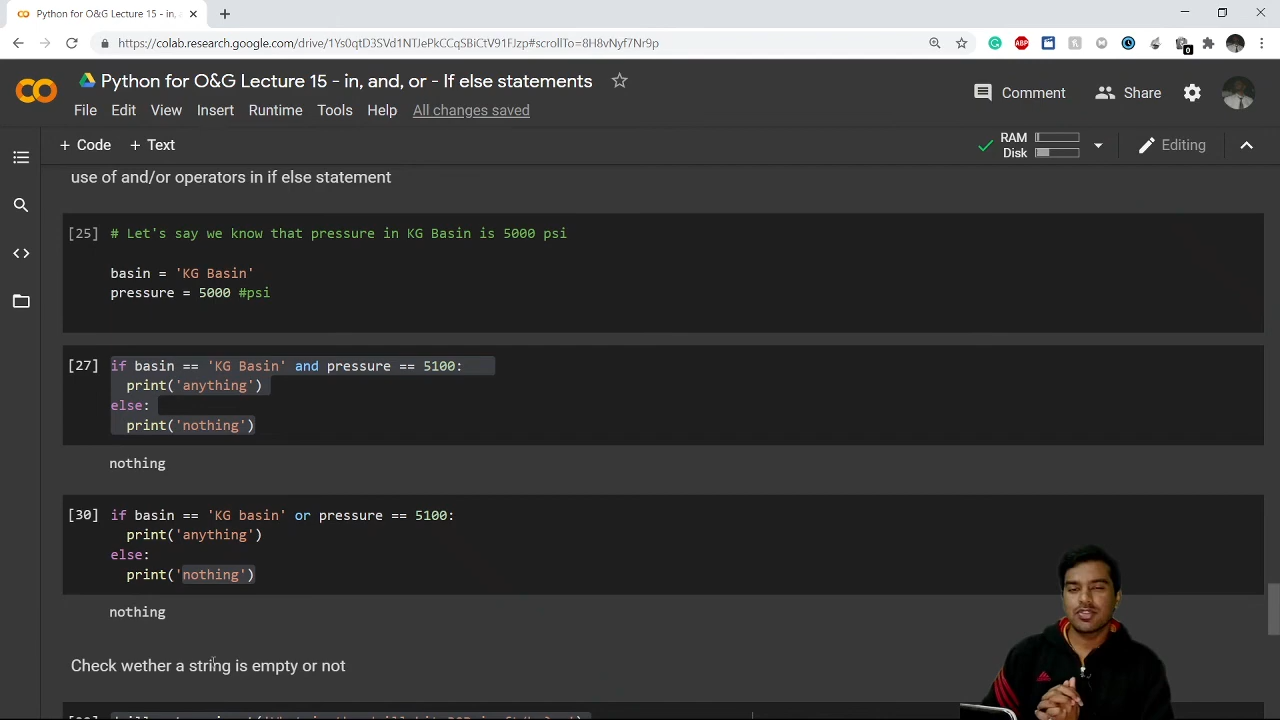 Python for O&G Lecture 15 - in, a
https://colab.research.google.com/drive/1Ys0qtD3SVd1NTJePkCCqSBiCtV91FJzp#scrollTo=8H8vNyf7Nr9p
ABP
0
Python for O&G Lecture 15 - in, and, or - If else statements
File Edit View Insert Runtime Tools Help All changes saved
Comment Share
+ Code + Text
RAM
Disk
Editing
use of and/or operators in if else statement
[25] # Let's say we know that pressure in KG Basin is 5000 psi
basin = 'KG Basin'
pressure = 5000 #psi
[27] if basin == 'KG Basin' and pressure == 5100:
print('anything')
else:
print('nothing')
nothing
[30] if basin == 'KG basin' or pressure == 5100:
print('anything')
else:
print('nothing')
nothing
Check wether a string is empty or not